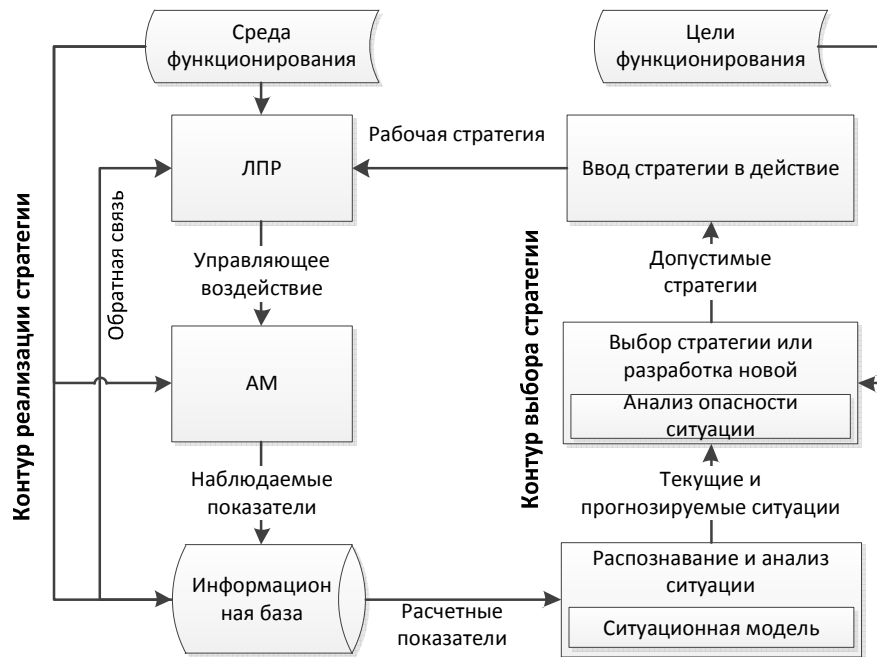 Среда
функционирования
Цели
функционирования
Рабочая стратегия
ЛПР
Ввод стратегии в действие
Контур реализации стратегии
Обратная связь
Управляющее
воздействие
Контур выбора стратегии
Допустимые
стратегии
АМ
Выбор стратегии или
разработка новой
Анализ опасности
ситуации
Наблюдаемые
показатели
Текущие и
прогнозируемые ситуации
Информацион
ная база
Расчетные
показатели
Распознавание и анализ
ситуации
Ситуационная модель